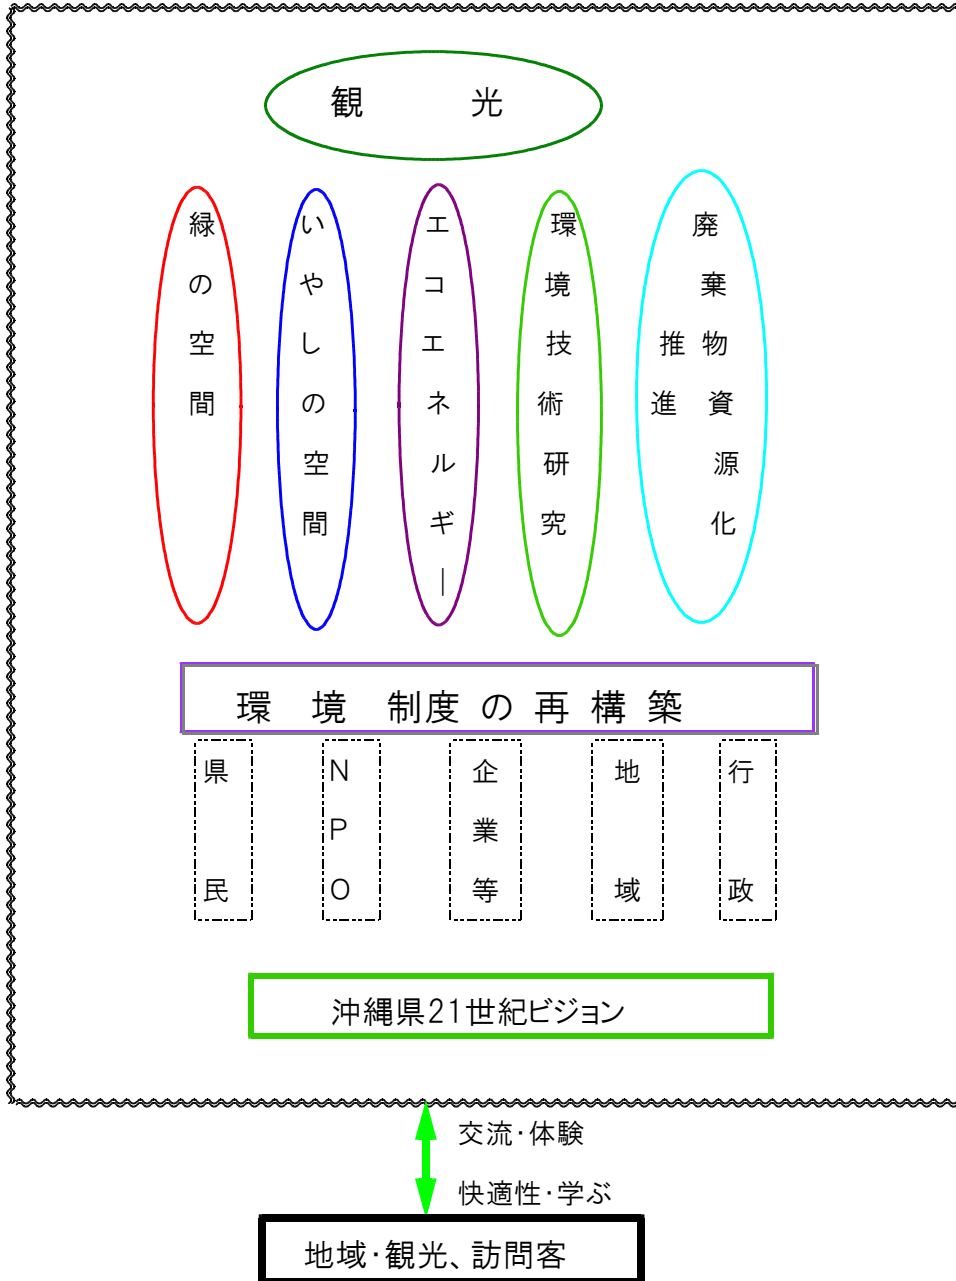 観光
緑の空間
いやしの空間
エコエネルギー
環境技術研究
廃棄物資源化
推進
環境制度の再構築
県民
NPO
企業等
地域
行政
沖縄県21世紀ビジョン
交流・体験
快適性・学ぶ
地域・観光、訪問客